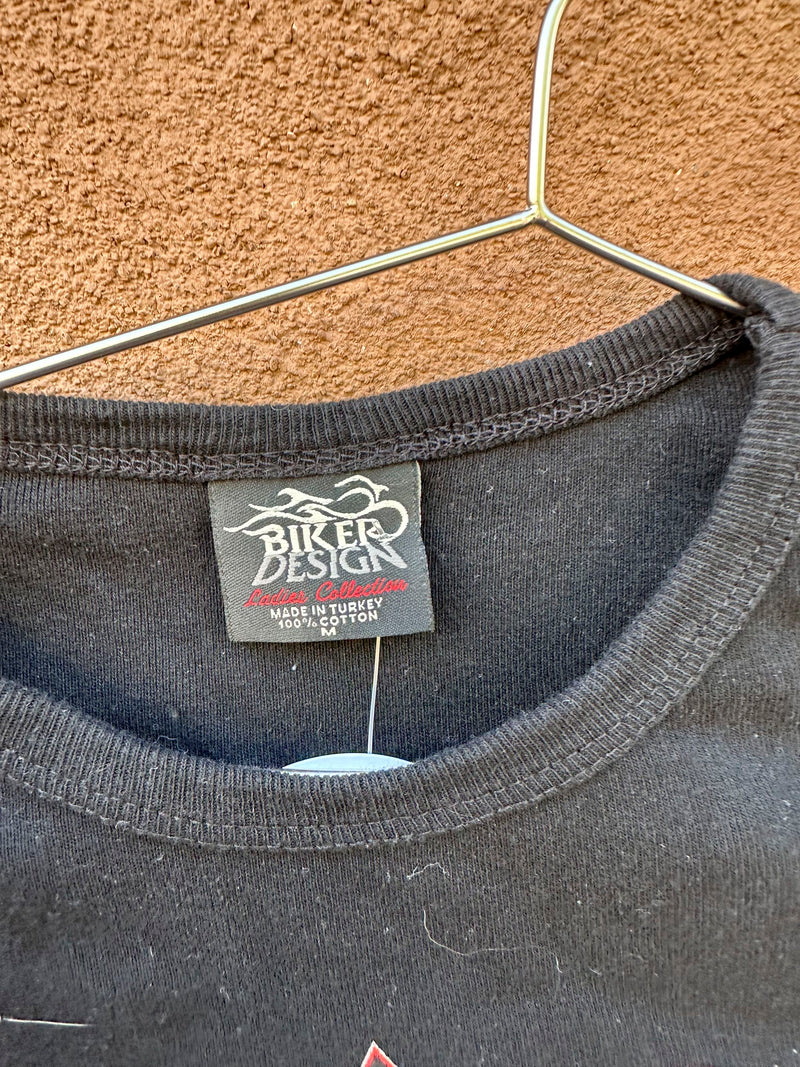 BIKER
DESIGN
Ladies Collection
MADE IN TURKEY
100% COTTON
M